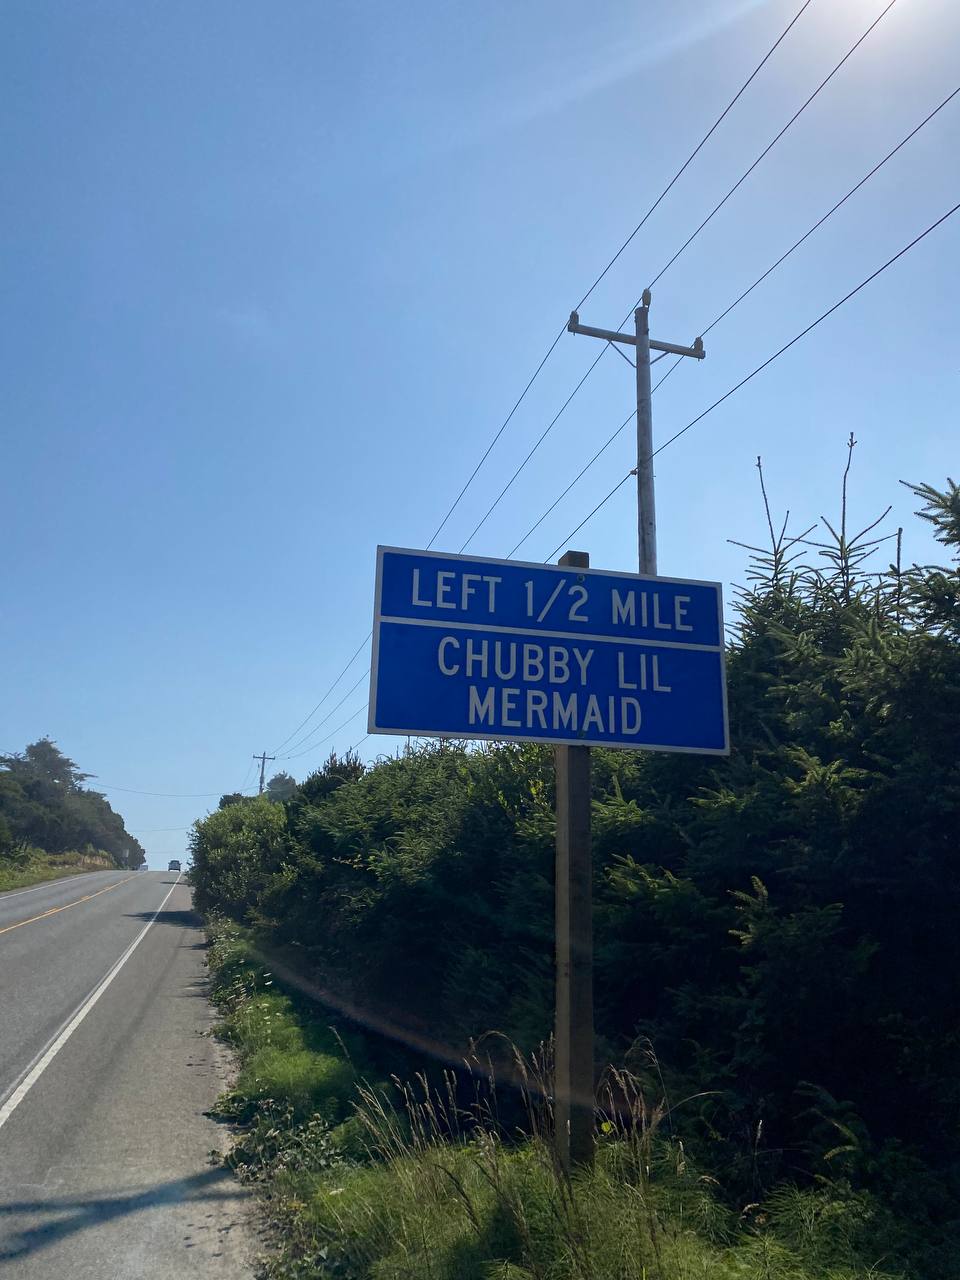 LEFT 1/2 MILE
CHUBBY LIL
MERMAID